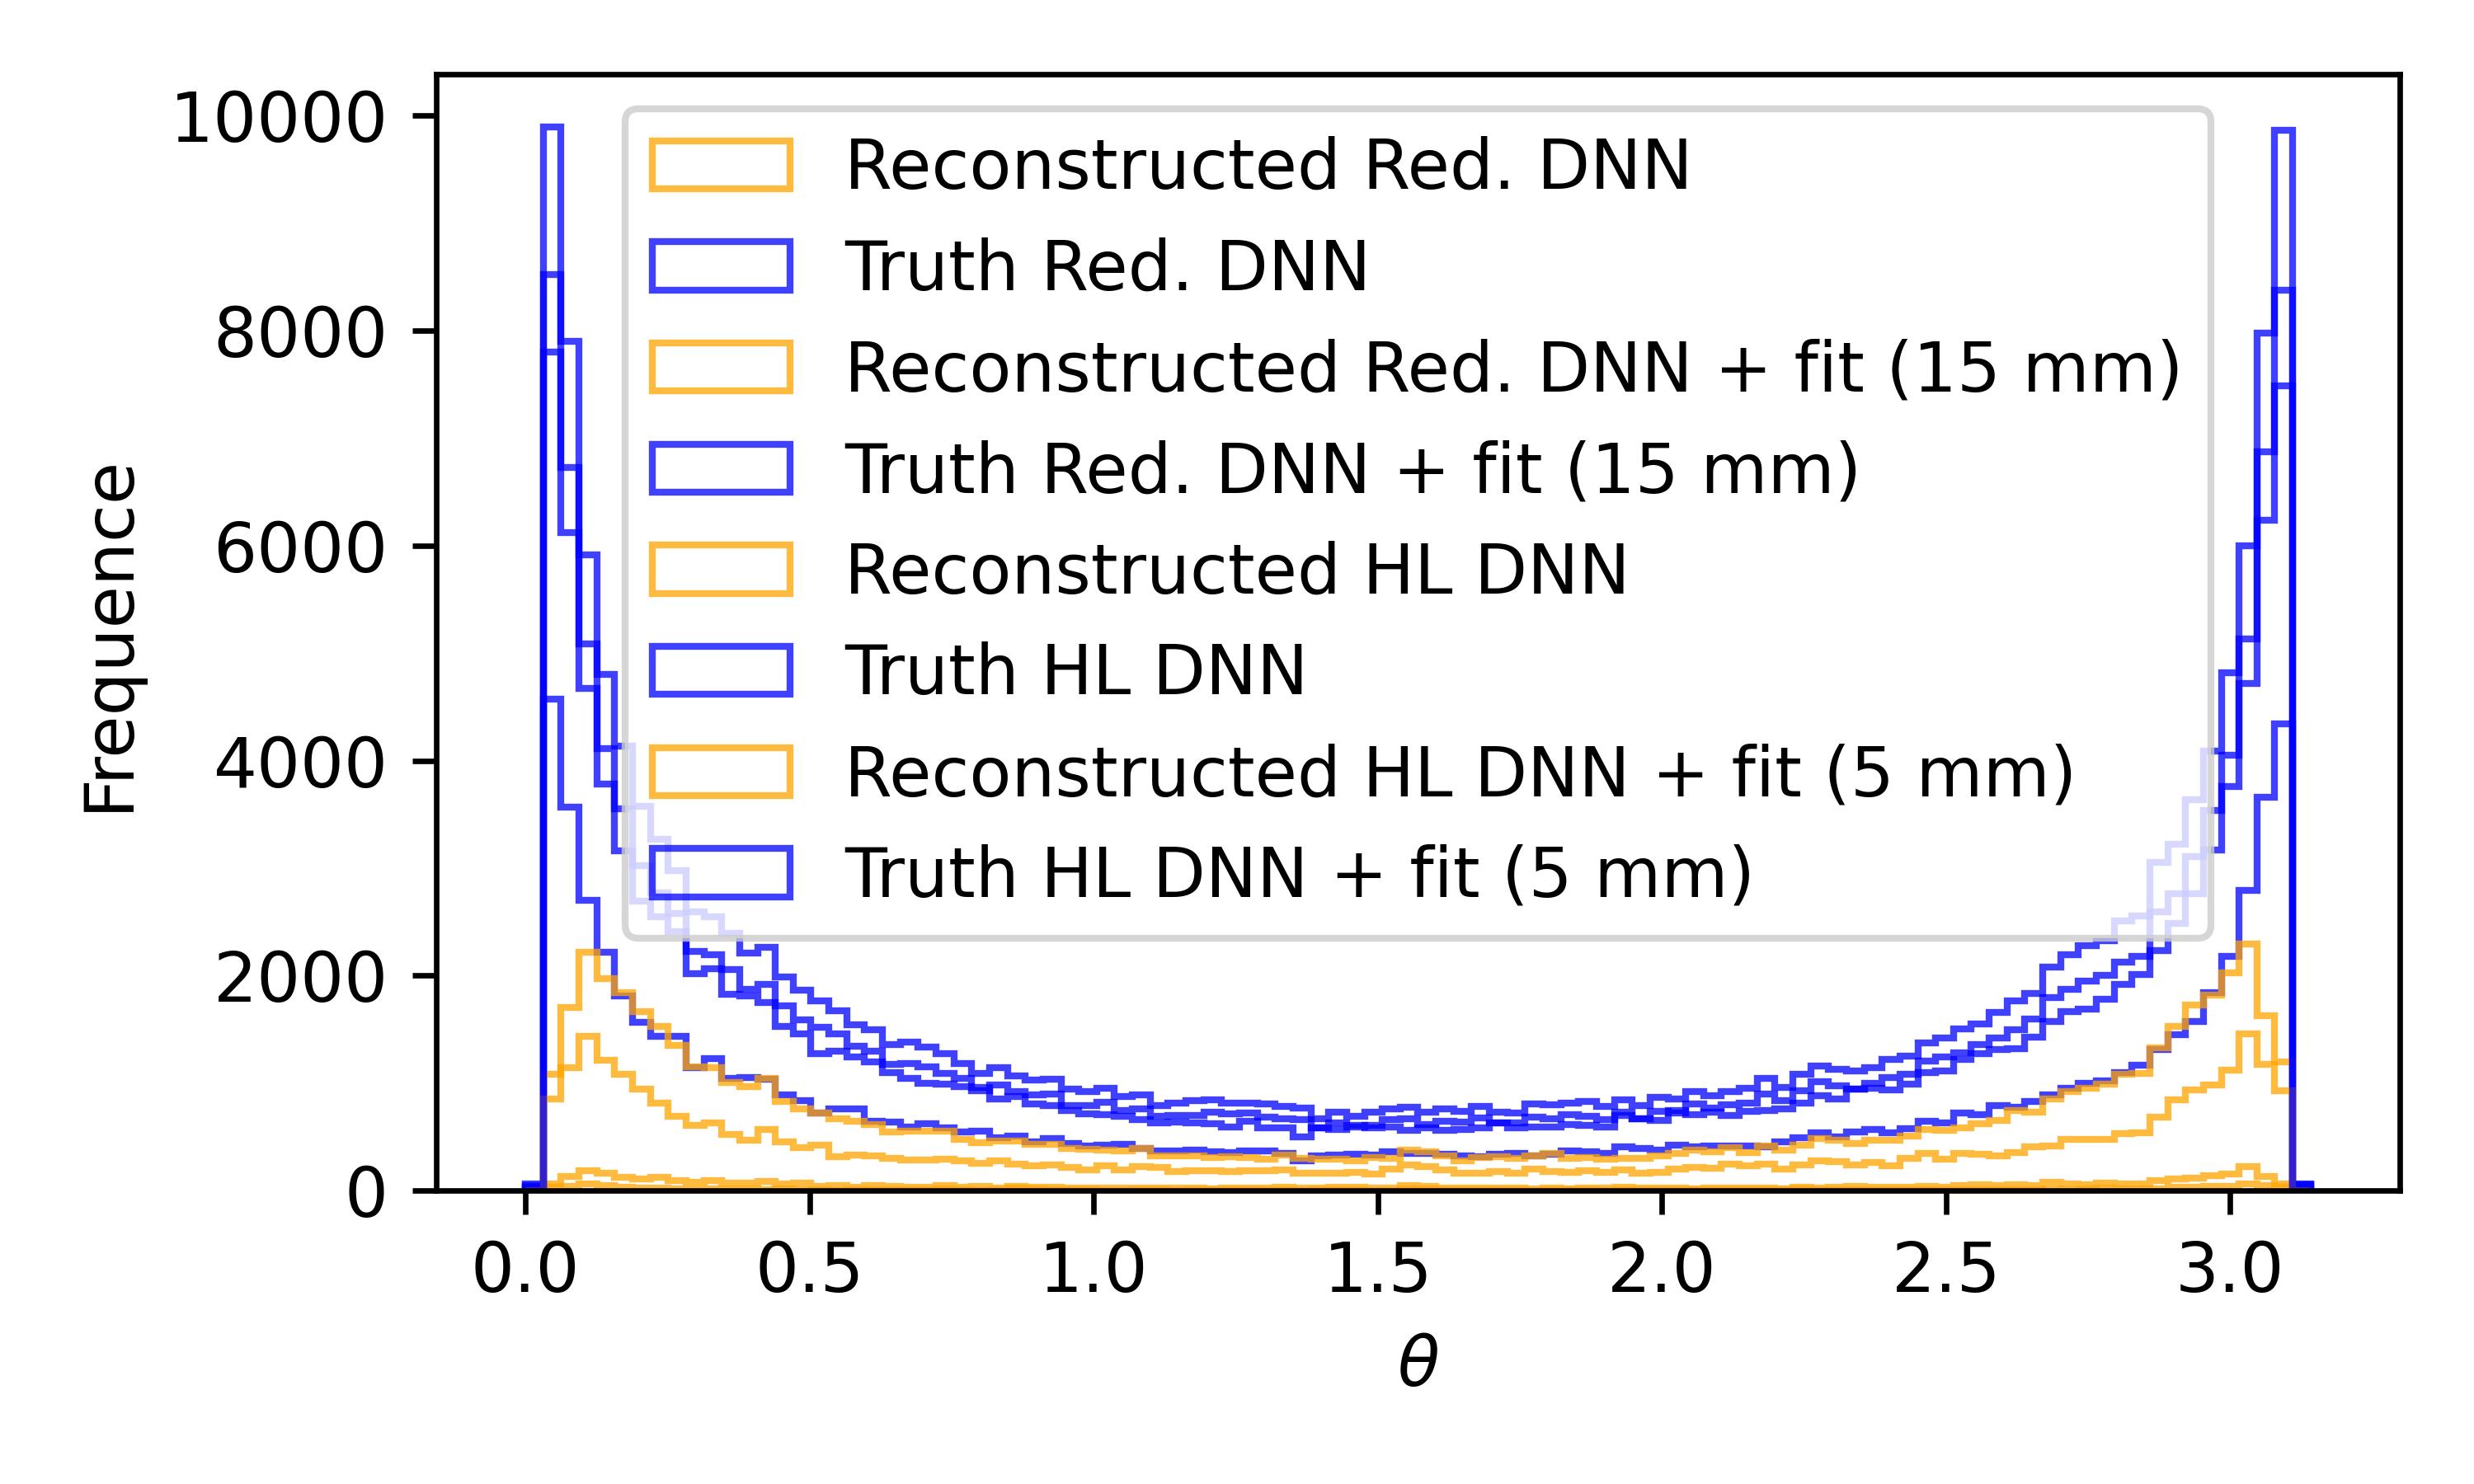 10000
8000
6000
4000
2000
0
Frequence
Reconstructed Red. DNN
Truth Red. DNN
Reconstructed Red. DNN + fit (15 mm)
Truth Red. DNN + fit (15 mm)
Reconstructed HL DNN
Truth HL DNN
Reconstructed HL DNN + fit (5 mm)
Truth HL DNN + fit (5 mm)
0.0 0.5 1.0 1.5 2.0 2.5 3.0
θ